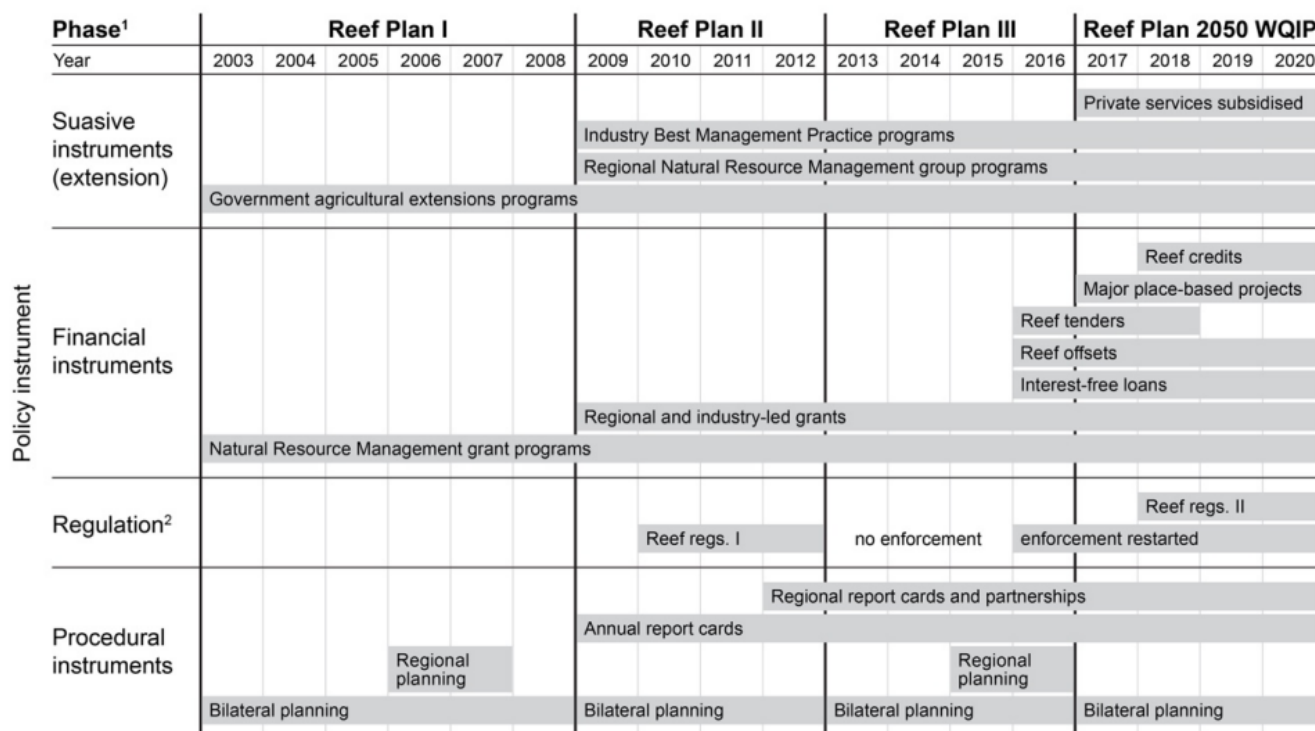 Phase¹ Reef Plan I Reef Plan II Reef Plan III Reef Plan 2050 WQIP
Year 2003 2004 2005 2006 2007 2008 2009 2010 2011 2012 2013 2014 2015 2016 2017 2018 2019 2020
Policy instrument
Suasive
instruments
(extension)
Private services subsidised
Industry Best Management Practice programs
Regional Natural Resource Management group programs
Government agricultural extensions programs
Financial
instruments
Reef credits
Major place-based projects
Reef tenders
Reef offsets
Interest-free loans
Regional and industry-led grants
Natural Resource Management grant programs
Regulation²
Reef regs. II
Reef regs. I no enforcement enforcement restarted
Procedural
instruments
Regional report cards and partnerships
Annual report cards
Regional
planning
Regional
planning
Bilateral planning Bilateral planning Bilateral planning Bilateral planning